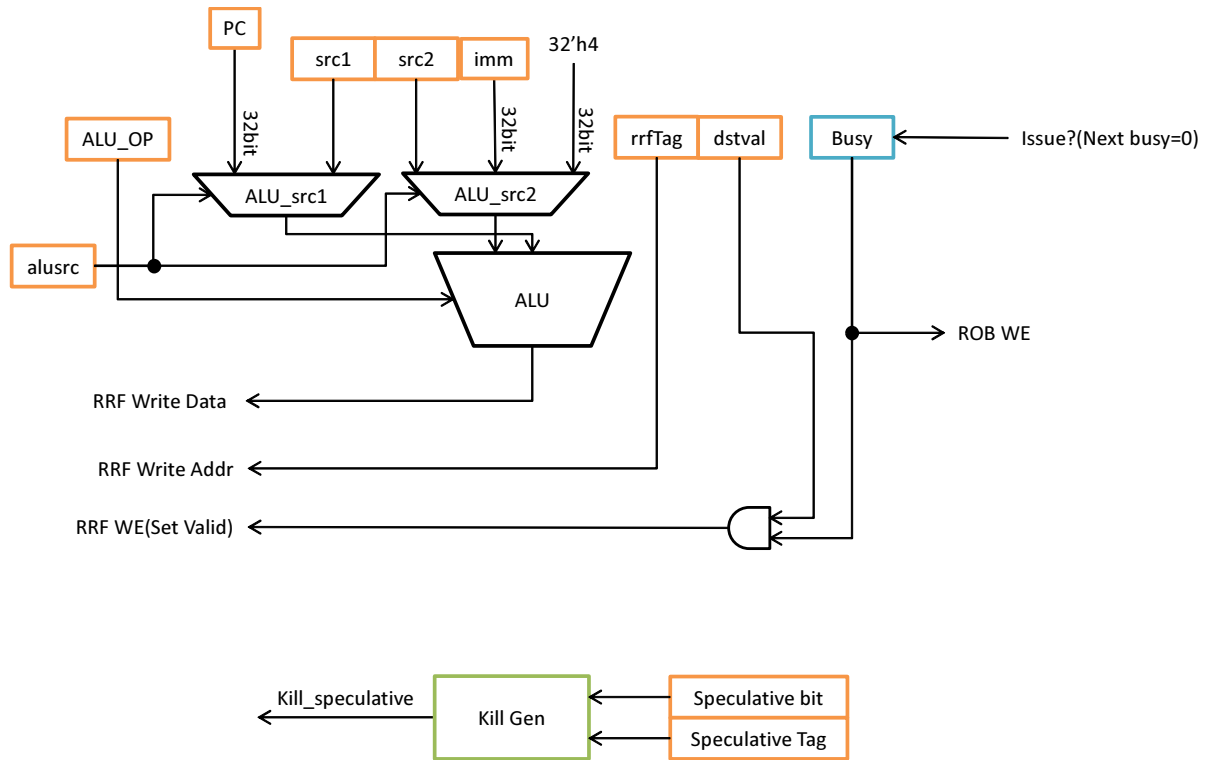 PC
src1
src2
imm
32'h4
32bit
32bit
32bit
ALU_OP
rrfTag
dstval
Busy
Issue?(Next busy=0)
ALU_src1
ALU_src2
alusrc
ALU
ROB WE
RRF Write Data
RRF Write Addr
RRF WE(Set Valid)
Kill_speculative
Kill Gen
Speculative bit
Speculative Tag